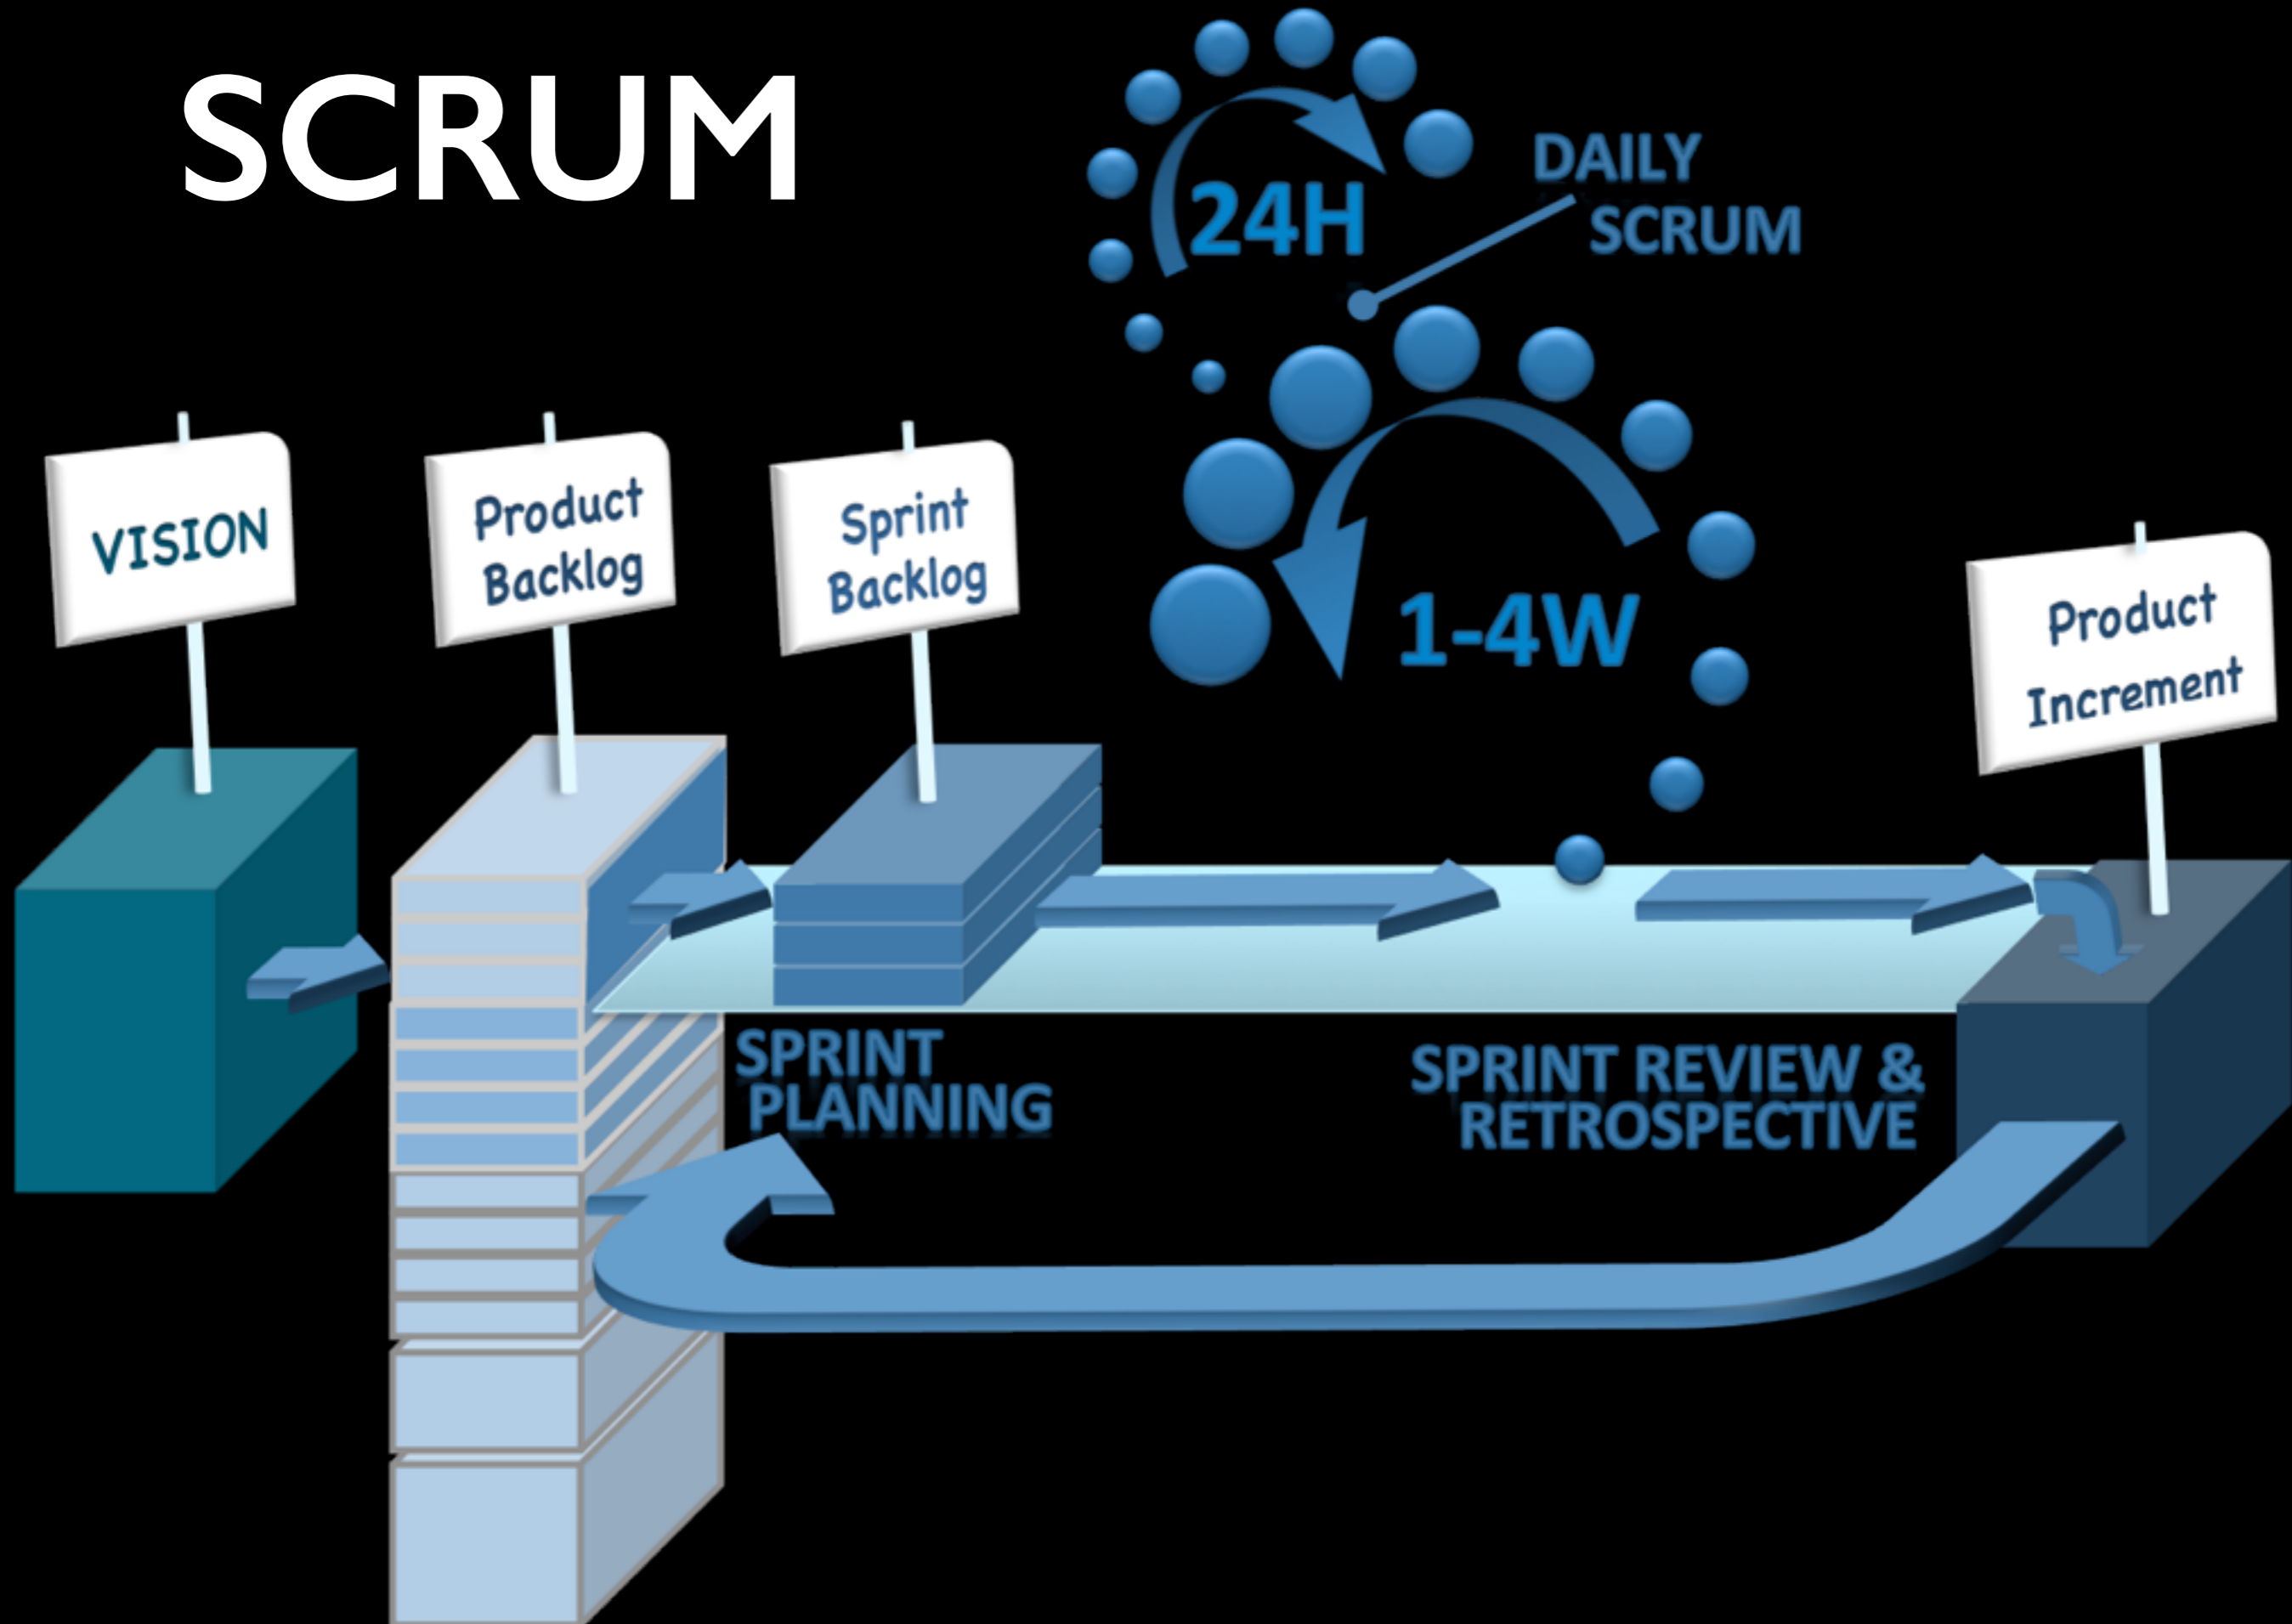 SCRUM
24H
DAILY
SCRUM
VISION
Product
Backlog
Sprint
Backlog
1-4W
Product
Increment
SPRINT
PLANNING
SPRINT REVIEW &
RETROSPECTIVE